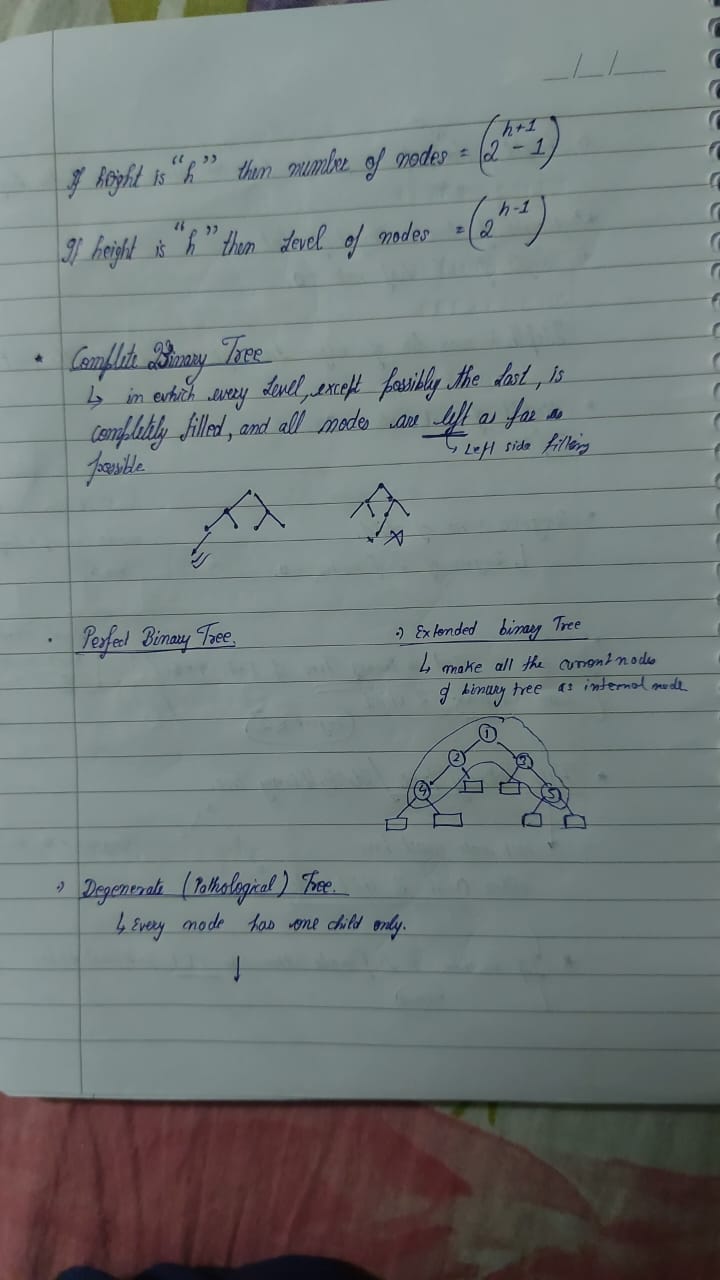 __/__/____
If height is "h" then number of nodes = (2^(h+1) - 1)
If height is "h" then Level of nodes = (2^(h-1))
* Complete Binary Tree
↳ in which every Level, except possibly the Last, is
completely filled, and all nodes are left as far as
possible
↳ Left side filling
• Perfect Binary Tree.
:) Extended binary Tree
↳ make all the current nodes
of binary tree as internal node
1
2 3
4 5
:) Degenerate (Pathological) Tree.
↳ Every node has one child only.
↓